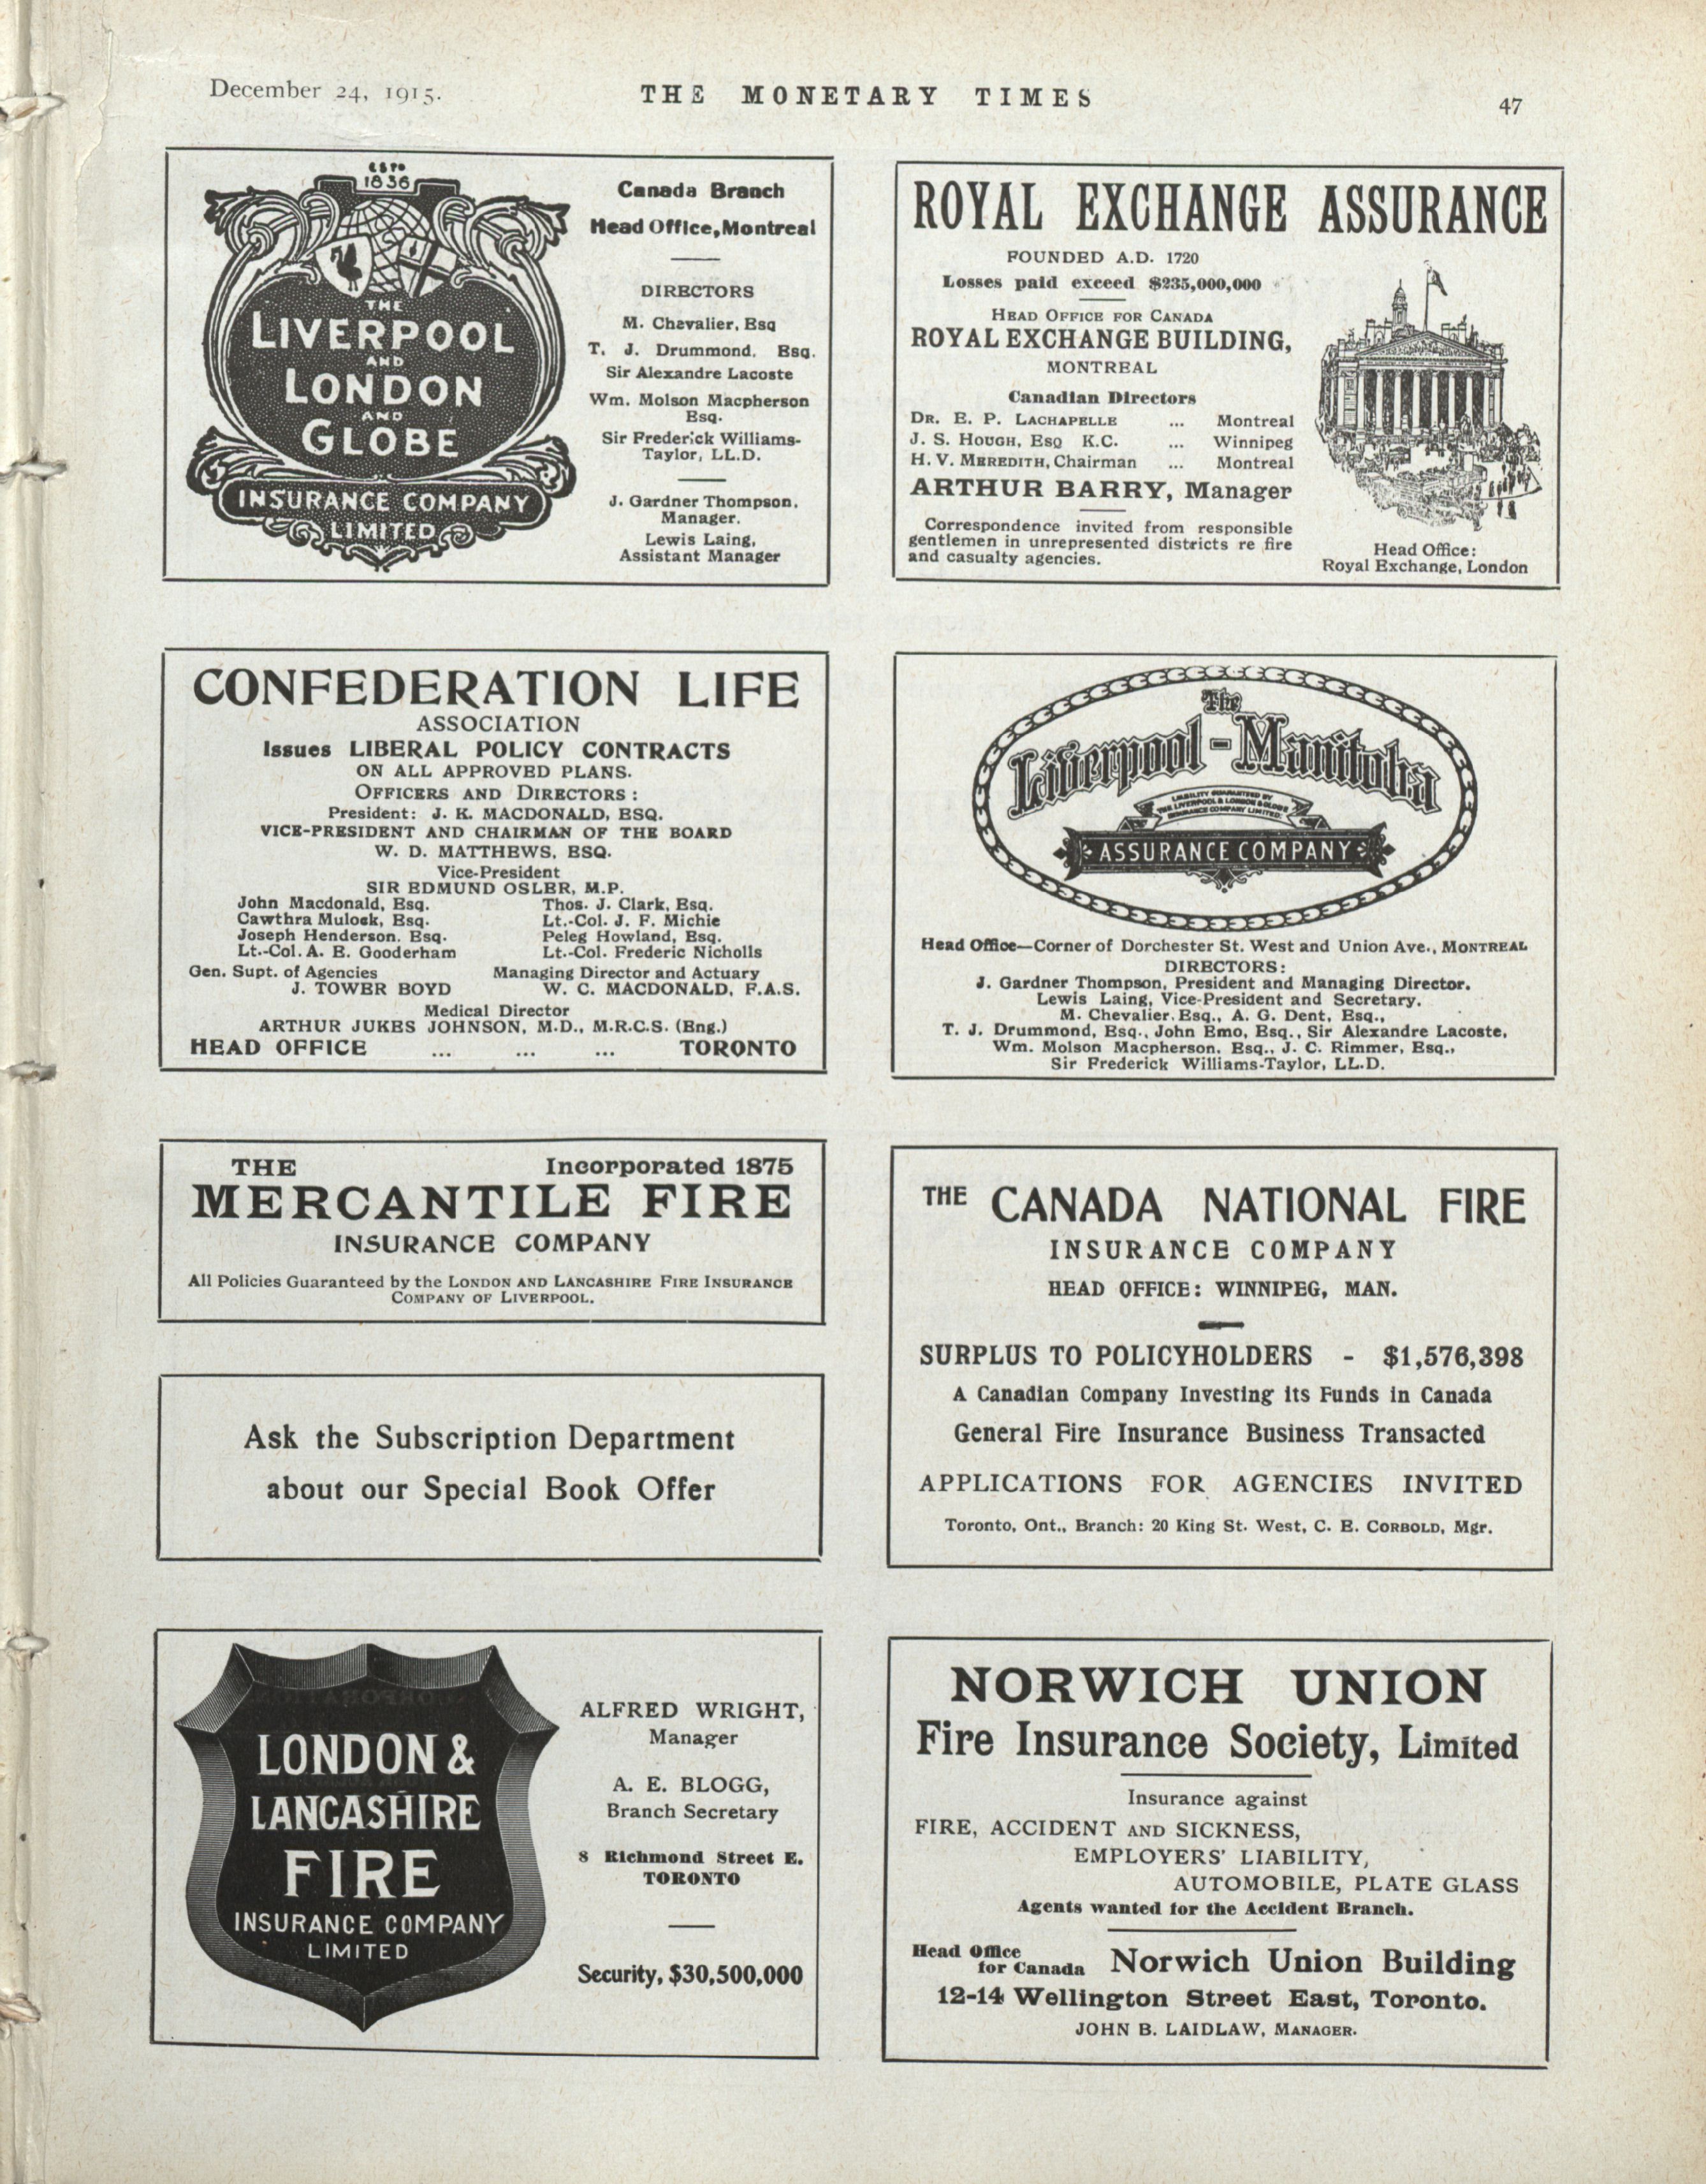 December 24, 1915.
THE MONETARY TIMES
47
ESTD
1836
THE
LIVERPOOL
AND
LONDON
AND
GLOBE
INSURANCE COMPANY
LIMITED
Canada Branch
Head Office, Montreal
DIRECTORS
M. Chevalier, Esq
T. J. Drummond, Esq.
Sir Alexandre Lacoste
Wm. Molson Macpherson
Esq.
Sir Frederick Williams-
Taylor, LL.D.
J. Gardner Thompson,
Manager.
Lewis Laing,
Assistant Manager
ROYAL EXCHANGE ASSURANCE
FOUNDED A.D. 1720
Losses paid exceed $235,000,000
HEAD OFFICE FOR CANADA
ROYAL EXCHANGE BUILDING,
MONTREAL
Canadian Directors
DR. E. P. LACHAPELLE ... Montreal
J. S. HOUGH, ESQ K.C. ... Winnipeg
H. V. MEREDITH, Chairman ... Montreal
ARTHUR BARRY, Manager
Correspondence invited from responsible
gentlemen in unrepresented districts re fire
and casualty agencies.
Head Office:
Royal Exchange, London
CONFEDERATION LIFE
ASSOCIATION
Issues LIBERAL POLICY CONTRACTS
ON ALL APPROVED PLANS.
OFFICERS AND DIRECTORS:
President: J. K. MACDONALD, ESQ.
VICE-PRESIDENT AND CHAIRMAN OF THE BOARD
W. D. MATTHEWS, ESQ.
Vice-President
SIR EDMUND OSLER, M.P.
John Macdonald, Esq. Thos. J. Clark, Esq.
Cawthra Mulock, Esq. Lt.-Col. J. F. Michie
Joseph Henderson, Esq. Peleg Howland, Esq.
Lt.-Col. A. E. Gooderham Lt.-Col. Frederic Nicholls
Gen. Supt. of Agencies Managing Director and Actuary
J. TOWER BOYD W. C. MACDONALD, F.A.S.
Medical Director
ARTHUR JUKES JOHNSON, M.D., M.R.C.S. (Eng.)
HEAD OFFICE ... ... ... TORONTO
The
Liverpool-Manitoba
LIABILITY GUARANTEED BY
THE LIVERPOOL & LONDON & GLOBE
INSURANCE COMPANY LIMITED.
ASSURANCE COMPANY
Head Office—Corner of Dorchester St. West and Union Ave., MONTREAL
DIRECTORS:
J. Gardner Thompson, President and Managing Director.
Lewis Laing, Vice-President and Secretary.
M. Chevalier, Esq., A. G. Dent, Esq.,
T. J. Drummond, Esq., John Emo, Esq., Sir Alexandre Lacoste,
Wm. Molson Macpherson, Esq., J. C. Rimmer, Esq.,
Sir Frederick Williams-Taylor, LL.D.
THE Incorporated 1875
MERCANTILE FIRE
INSURANCE COMPANY
All Policies Guaranteed by the LONDON AND LANCASHIRE FIRE INSURANCE
COMPANY OF LIVERPOOL.
THE CANADA NATIONAL FIRE
INSURANCE COMPANY
HEAD OFFICE: WINNIPEG, MAN.
SURPLUS TO POLICYHOLDERS - $1,576,398
A Canadian Company Investing its Funds in Canada
General Fire Insurance Business Transacted
APPLICATIONS FOR AGENCIES INVITED
Toronto, Ont., Branch: 20 King St. West, C. E. CORBOLD, Mgr.
Ask the Subscription Department
about our Special Book Offer
LONDON &
LANCASHIRE
FIRE
INSURANCE COMPANY
LIMITED
ALFRED WRIGHT,
Manager
A. E. BLOGG,
Branch Secretary
8 Richmond Street E.
TORONTO
Security, $30,500,000
NORWICH UNION
Fire Insurance Society, Limited
Insurance against
FIRE, ACCIDENT AND SICKNESS,
EMPLOYERS' LIABILITY,
AUTOMOBILE, PLATE GLASS
Agents wanted for the Accident Branch.
Head Office
for Canada Norwich Union Building
12-14 Wellington Street East, Toronto.
JOHN B. LAIDLAW, MANAGER.